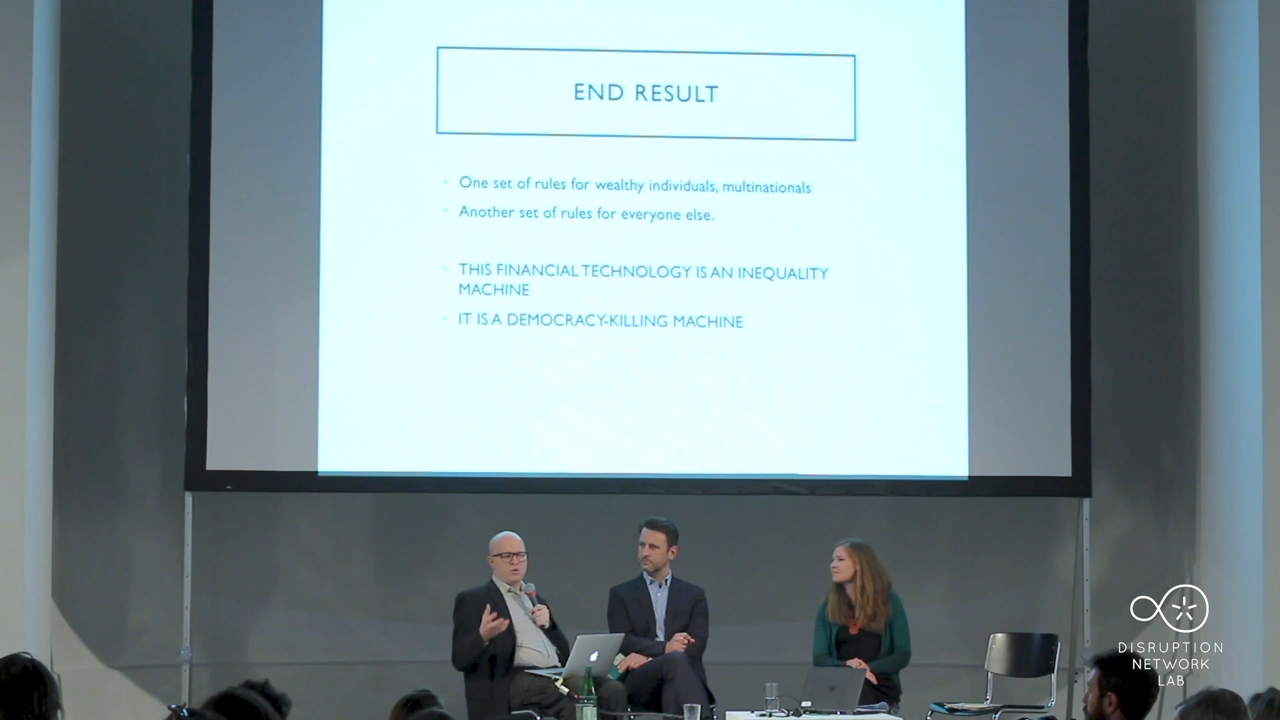 END RESULT
One set of rules for wealthy individuals, multinationals
Another set of rules for everyone else.
THIS FINANCIAL TECHNOLOGY IS AN INEQUALITY
MACHINE
IT IS A DEMOCRACY-KILLING MACHINE
DISRUPTION
NETWORK
LAB